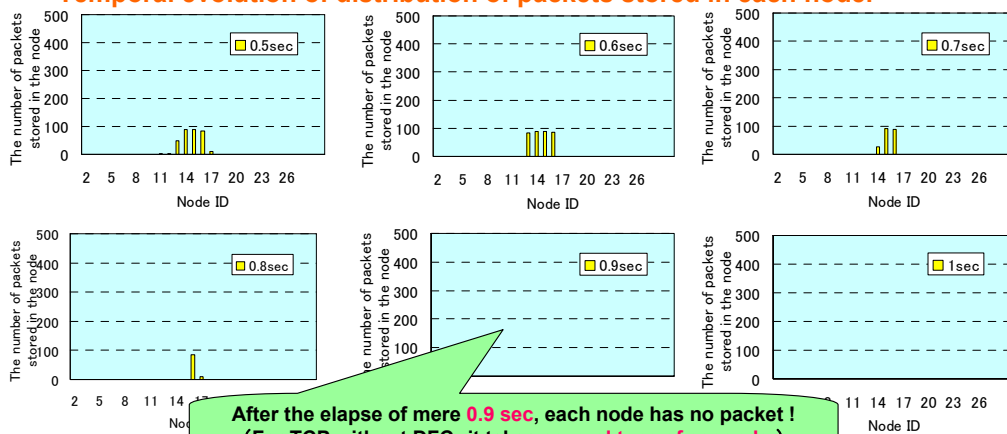 Temporal evolution of distribution of packets stored in each node.
The number of packets
stored in the node
500
400
300
200
100
0
0.5sec
2 5 8 11 14 17 20 23 26
Node ID
The number of packets
stored in the node
500
400
300
200
100
0
0.6sec
2 5 8 11 14 17 20 23 26
Node ID
The number of packets
stored in the node
500
400
300
200
100
0
0.7sec
2 5 8 11 14 17 20 23 26
Node ID
The number of packets
stored in the node
500
400
300
200
100
0
0.8sec
2 5 8 11 14 17
The number of packets
stored in the node
500
400
300
200
100
0.9sec
The number of packets
stored in the node
500
400
300
200
100
0
1sec
11 14 17 20 23 26
Node ID
After the elapse of mere 0.9 sec, each node has no packet !